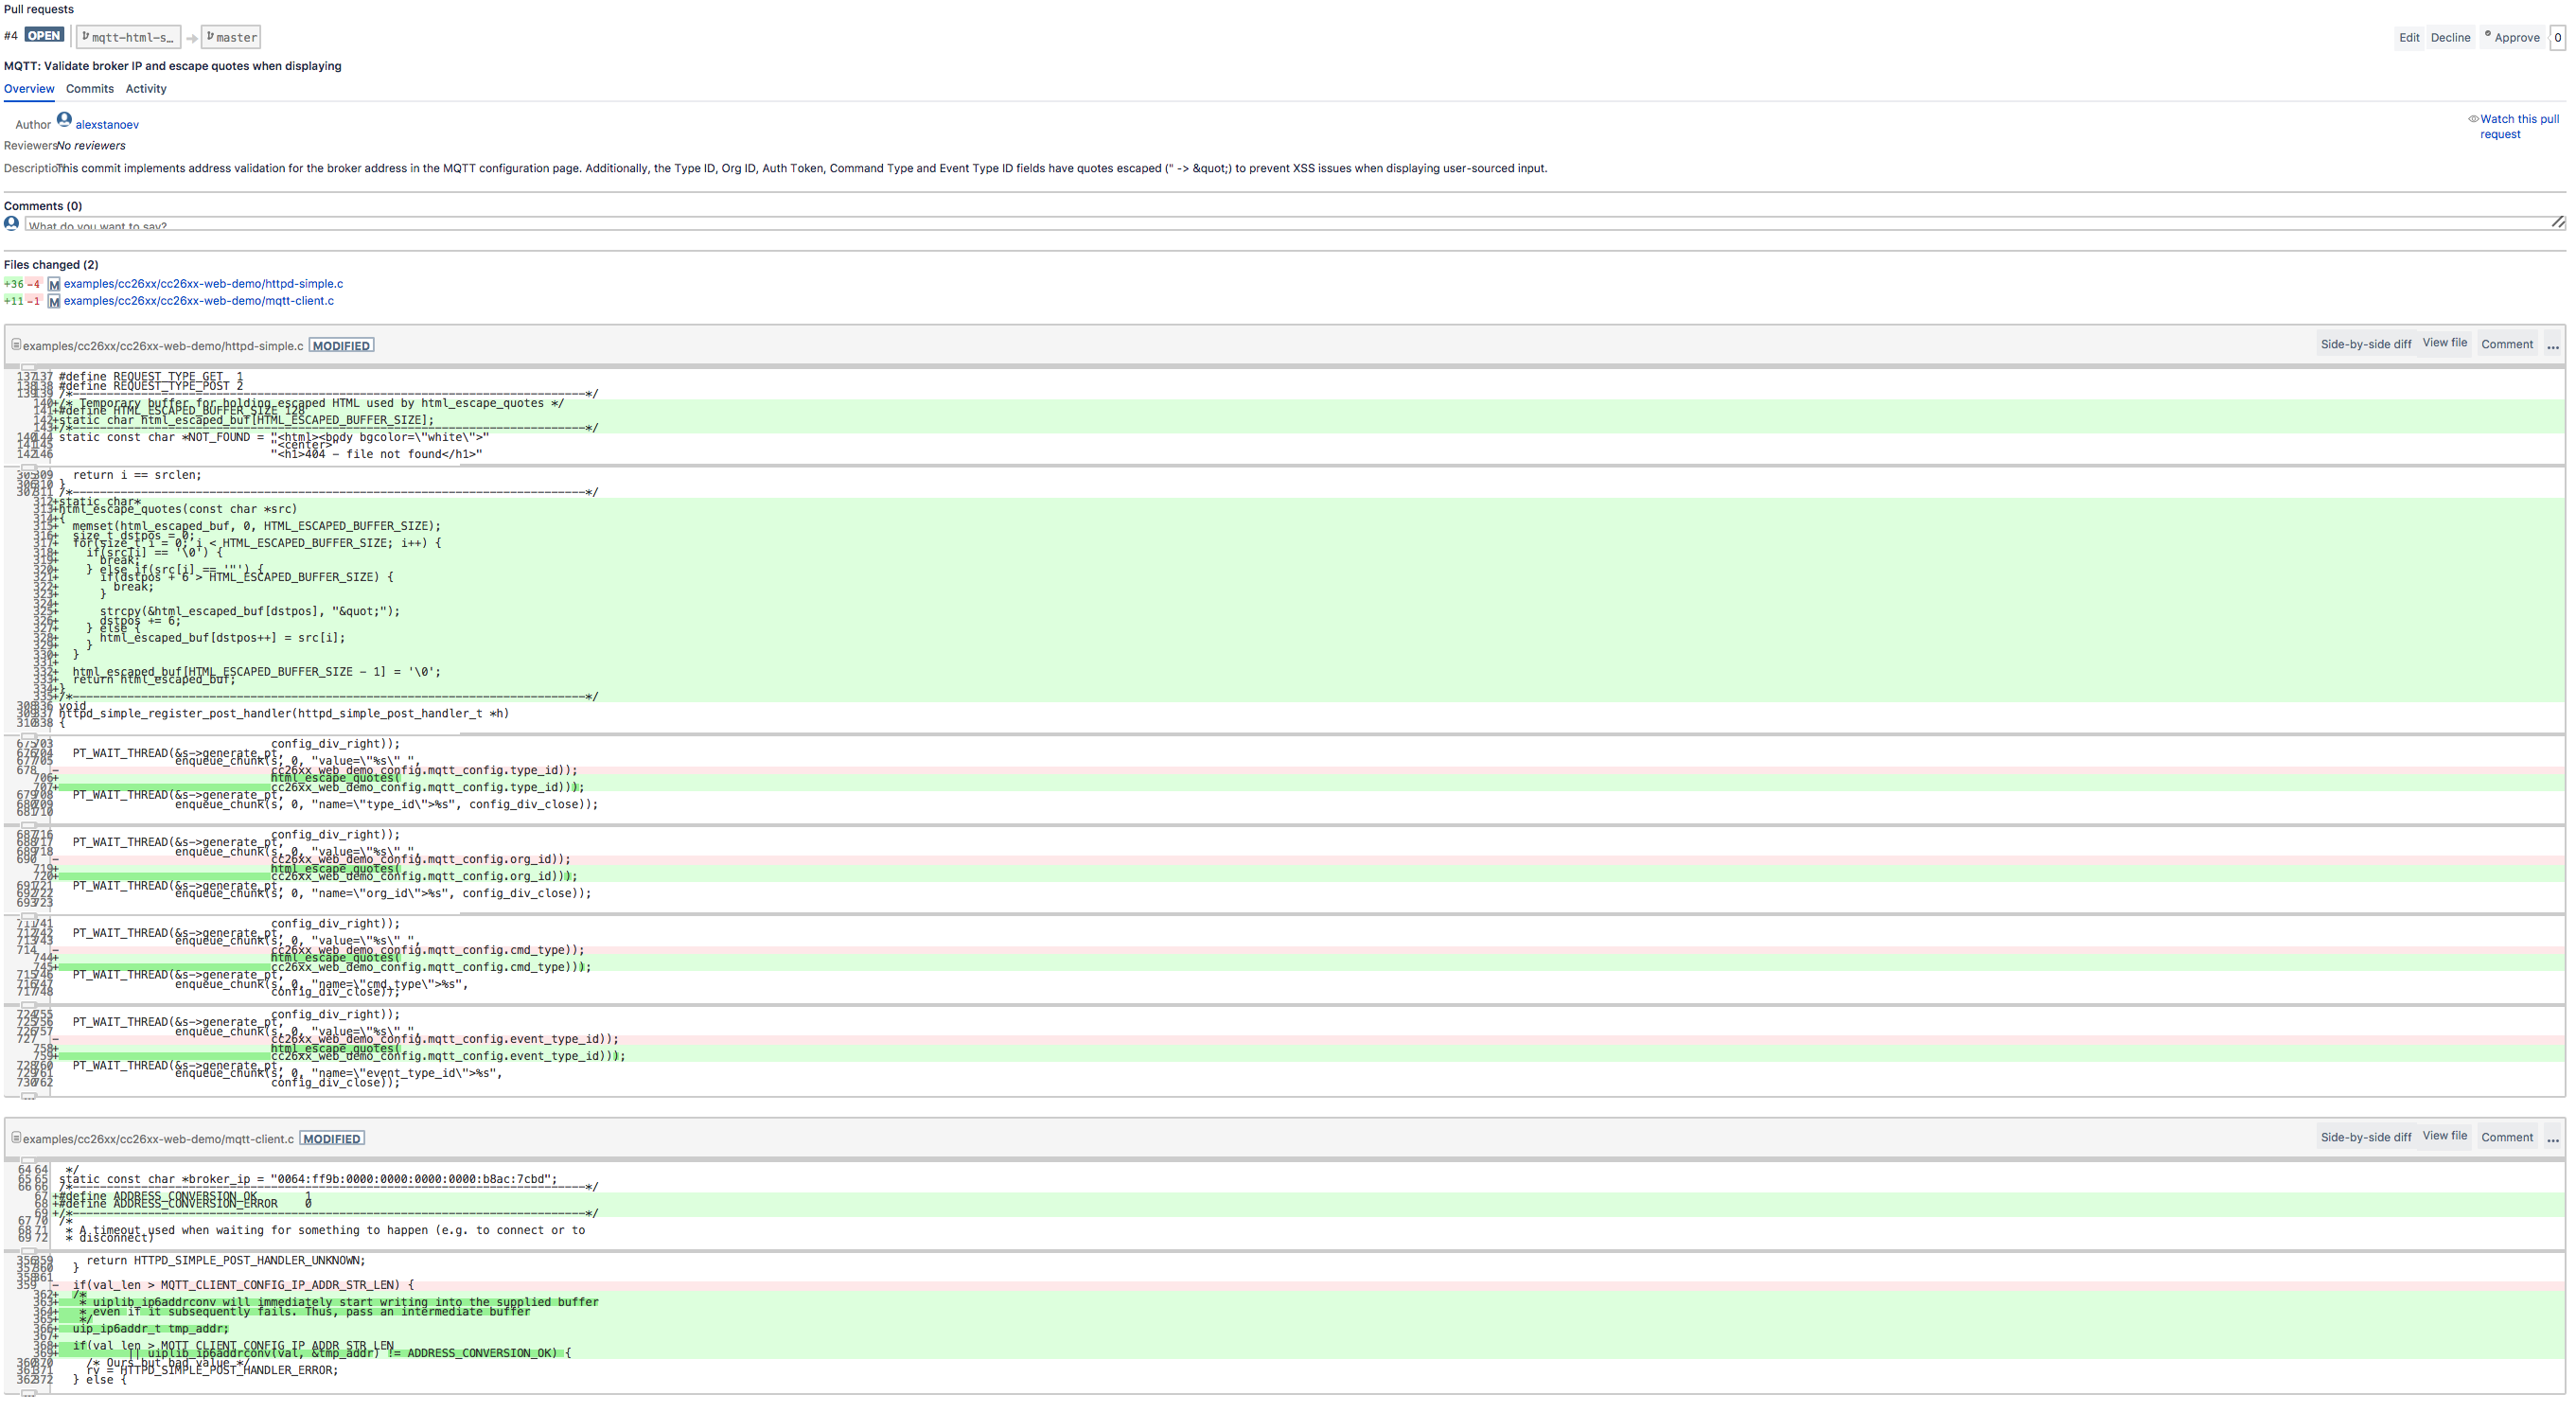 Pull requests
#4 OPEN mqtt-html-s… master
Edit Decline Approve 0
MQTT: Validate broker IP and escape quotes when displaying
Overview Commits Activity
Author alexstanoev
Watch this pull
request
Reviewers No reviewers
Description This commit implements address validation for the broker address in the MQTT configuration page. Additionally, the Type ID, Org ID, Auth Token, Command Type and Event Type ID fields have quotes escaped (" -> &quot;) to prevent XSS issues when displaying user-sourced input.
Comments (0)
What do you want to say?
Files changed (2)
+36 -4 M examples/cc26xx/cc26xx-web-demo/httpd-simple.c
+11 -1 M examples/cc26xx/cc26xx-web-demo/mqtt-client.c
examples/cc26xx/cc26xx-web-demo/httpd-simple.c MODIFIED
Side-by-side diff View file Comment ...
137 137 #define REQUEST_TYPE_GET  1
138 138 #define REQUEST_TYPE_POST 2
139 139 /*---------------------------------------------------------------------------*/
140 +/* Temporary buffer for holding escaped HTML used by html_escape_quotes */
141 +#define HTML_ESCAPED_BUFFER_SIZE 128
142 +static char html_escaped_buf[HTML_ESCAPED_BUFFER_SIZE];
143 +/*---------------------------------------------------------------------------*/
140 144 static const char *NOT_FOUND = "<html><body bgcolor=\"white\">"
141 145 "<center>"
142 146 "<h1>404 - file not found</h1>"
305 309 return i == srclen;
306 310 }
307 311 /*---------------------------------------------------------------------------*/
312 +static char*
313 +html_escape_quotes(const char *src)
314 +{
315 + memset(html_escaped_buf, 0, HTML_ESCAPED_BUFFER_SIZE);
316 + size_t dstpos = 0;
317 + for(size_t i = 0; i < HTML_ESCAPED_BUFFER_SIZE; i++) {
318 + if(src[i] == '\0') {
319 + break;
320 + } else if(src[i] == '"') {
321 + if(dstpos + 6 > HTML_ESCAPED_BUFFER_SIZE) {
322 + break;
323 + }
324 +
325 + strcpy(&html_escaped_buf[dstpos], "&quot;");
326 + dstpos += 6;
327 + } else {
328 + html_escaped_buf[dstpos++] = src[i];
329 + }
330 + }
331 +
332 + html_escaped_buf[HTML_ESCAPED_BUFFER_SIZE - 1] = '\0';
333 + return html_escaped_buf;
334 +}
335 +/*---------------------------------------------------------------------------*/
308 336 void
309 337 httpd_simple_register_post_handler(httpd_simple_post_handler_t *h)
310 338 {
675 703 config_div_right));
676 704 PT_WAIT_THREAD(&s->generate_pt,
677 705 enqueue_chunk(s, 0, "value=\"%s\" ",
678 - cc26xx_web_demo_config.mqtt_config.type_id));
706 + html_escape_quotes(
707 + cc26xx_web_demo_config.mqtt_config.type_id)));
679 708 PT_WAIT_THREAD(&s->generate_pt,
680 709 enqueue_chunk(s, 0, "name=\"type_id\">%s", config_div_close));
681 710
687 716 config_div_right));
688 717 PT_WAIT_THREAD(&s->generate_pt,
689 718 enqueue_chunk(s, 0, "value=\"%s\" ",
690 - cc26xx_web_demo_config.mqtt_config.org_id));
719 + html_escape_quotes(
720 + cc26xx_web_demo_config.mqtt_config.org_id)));
691 721 PT_WAIT_THREAD(&s->generate_pt,
692 722 enqueue_chunk(s, 0, "name=\"org_id\">%s", config_div_close));
693 723
711 741 config_div_right));
712 742 PT_WAIT_THREAD(&s->generate_pt,
713 743 enqueue_chunk(s, 0, "value=\"%s\" ",
714 - cc26xx_web_demo_config.mqtt_config.cmd_type));
744 + html_escape_quotes(
745 + cc26xx_web_demo_config.mqtt_config.cmd_type)));
715 746 PT_WAIT_THREAD(&s->generate_pt,
716 747 enqueue_chunk(s, 0, "name=\"cmd_type\">%s",
717 748 config_div_close));
724 755 config_div_right));
725 756 PT_WAIT_THREAD(&s->generate_pt,
726 757 enqueue_chunk(s, 0, "value=\"%s\" ",
727 - cc26xx_web_demo_config.mqtt_config.event_type_id));
758 + html_escape_quotes(
759 + cc26xx_web_demo_config.mqtt_config.event_type_id)));
728 760 PT_WAIT_THREAD(&s->generate_pt,
729 761 enqueue_chunk(s, 0, "name=\"event_type_id\">%s",
730 762 config_div_close));
examples/cc26xx/cc26xx-web-demo/mqtt-client.c MODIFIED
Side-by-side diff View file Comment ...
64 64 */
65 65 static const char *broker_ip = "0064:ff9b:0000:0000:0000:0000:b8ac:7cbd";
66 66 /*---------------------------------------------------------------------------*/
67 +#define ADDRESS_CONVERSION_OK       1
68 +#define ADDRESS_CONVERSION_ERROR    0
69 +/*---------------------------------------------------------------------------*/
67 70 /*
68 71 * A timeout used when waiting for something to happen (e.g. to connect or to
69 72 * disconnect)
356 359 return HTTPD_SIMPLE_POST_HANDLER_UNKNOWN;
357 360 }
358 361
359 - if(val_len > MQTT_CLIENT_CONFIG_IP_ADDR_STR_LEN) {
362 + /*
363 + * uiplib_ip6addrconv will immediately start writing into the supplied buffer
364 + * even if it subsequently fails. Thus, pass an intermediate buffer
365 + */
366 + uip_ip6addr_t tmp_addr;
367 +
368 + if(val_len > MQTT_CLIENT_CONFIG_IP_ADDR_STR_LEN
369 + || uiplib_ip6addrconv(val, &tmp_addr) != ADDRESS_CONVERSION_OK) {
360 370 /* Ours but bad value */
361 371 rv = HTTPD_SIMPLE_POST_HANDLER_ERROR;
362 372 } else {